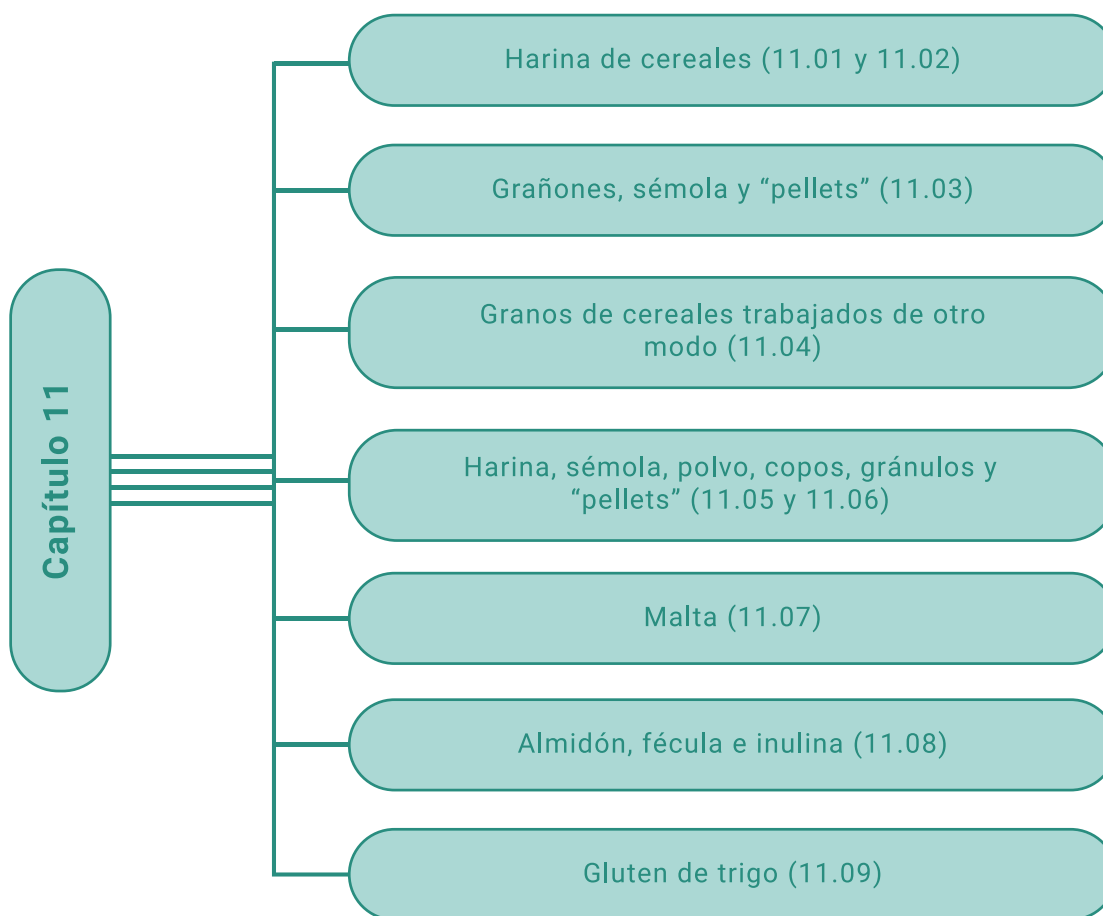 Capítulo 11
Harina de cereales (11.01 y 11.02)
Grañones, sémola y “pellets” (11.03)
Granos de cereales trabajados de otro
modo (11.04)
Harina, sémola, polvo, copos, gránulos y
“pellets” (11.05 y 11.06)
Malta (11.07)
Almidón, fécula e inulina (11.08)
Gluten de trigo (11.09)